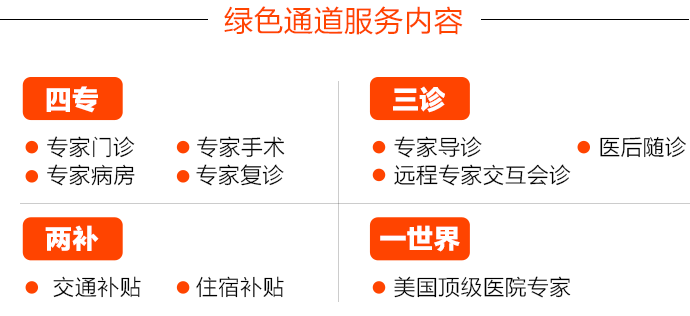 绿色通道服务内容
四专
专家门诊 专家手术
专家病房 专家复诊
三诊
专家导诊 医后随诊
远程专家交互会诊
两补
交通补贴 住宿补贴
一世界
美国顶级医院专家